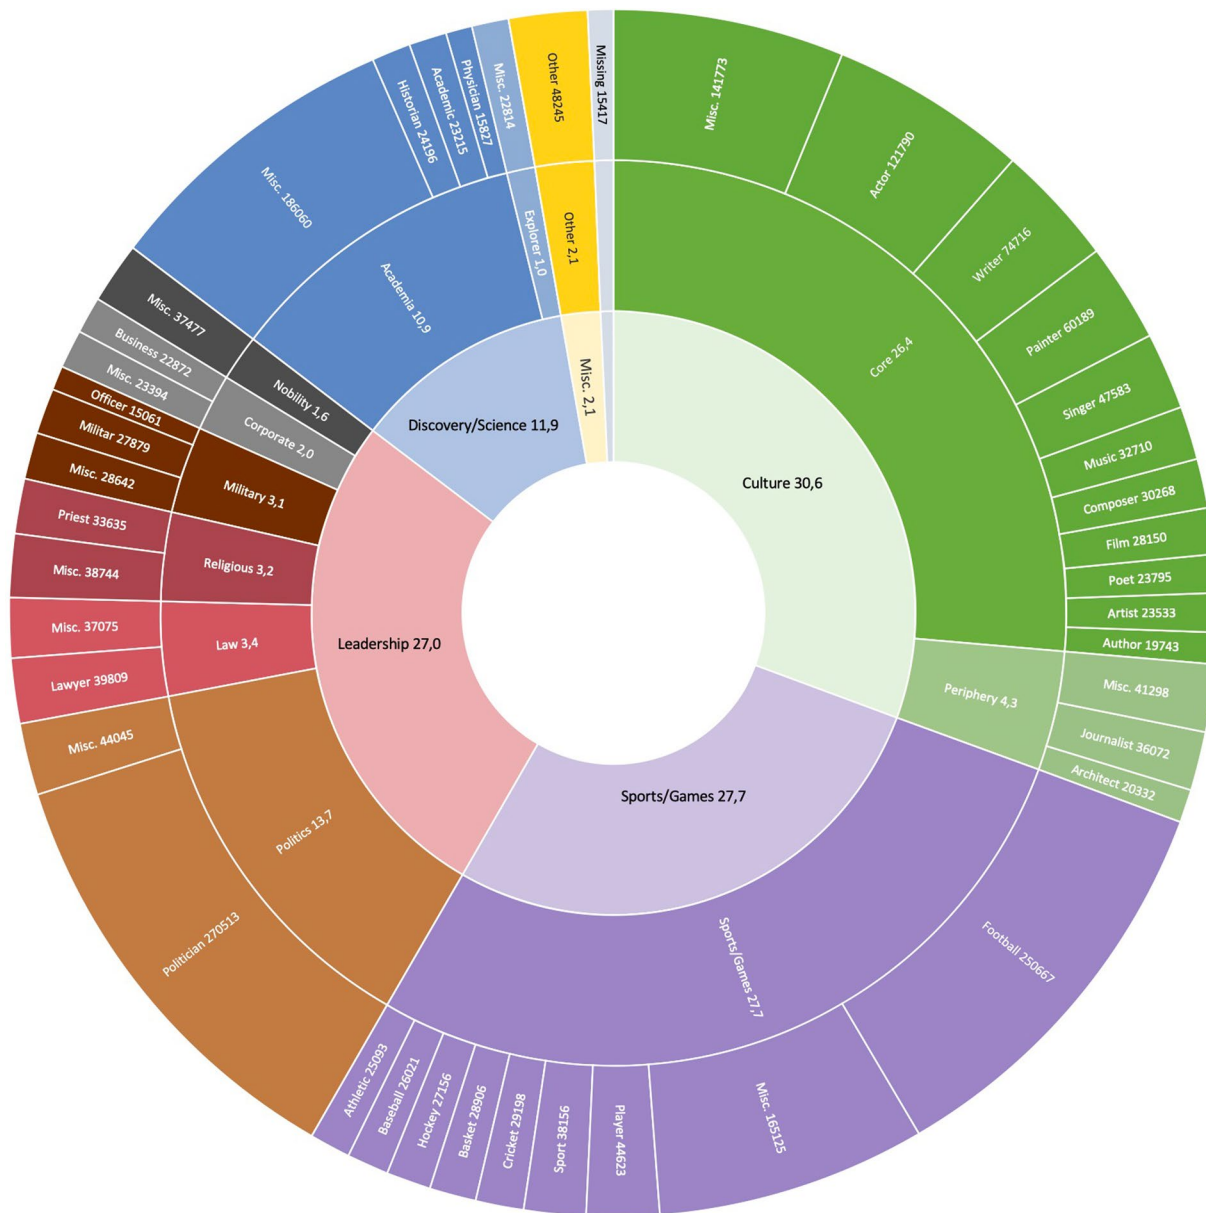 Culture 30,6
Sports/Games 27,7
Leadership 27,0
Discovery/Science 11,9
Misc. 2,1
Core 26,4
Periphery 4,3
Sports/Games 27,7
Politics 13,7
Law 3,4
Religious 3,2
Military 3,1
Corporate 2,0
Nobility 1,6
Academia 10,9
Explorer 1,0
Other 2,1
Misc. 141773
Actor 121790
Writer 74716
Painter 60189
Singer 47583
Music 32710
Composer 30268
Film 28150
Poet 23795
Artist 23533
Author 19743
Misc. 41298
Journalist 36072
Architect 20332
Football 250667
Misc. 165125
Player 44623
Sport 38156
Cricket 29198
Basket 28906
Hockey 27156
Baseball 26021
Athletic 25093
Politician 270513
Misc. 44045
Lawyer 39809
Misc. 37075
Misc. 38744
Priest 33635
Misc. 28642
Militar 27879
Officer 15061
Misc. 23394
Business 22872
Misc. 37477
Misc. 186060
Historian 24196
Academic 23215
Physician 15827
Misc. 22814
Other 48245
Missing 15417